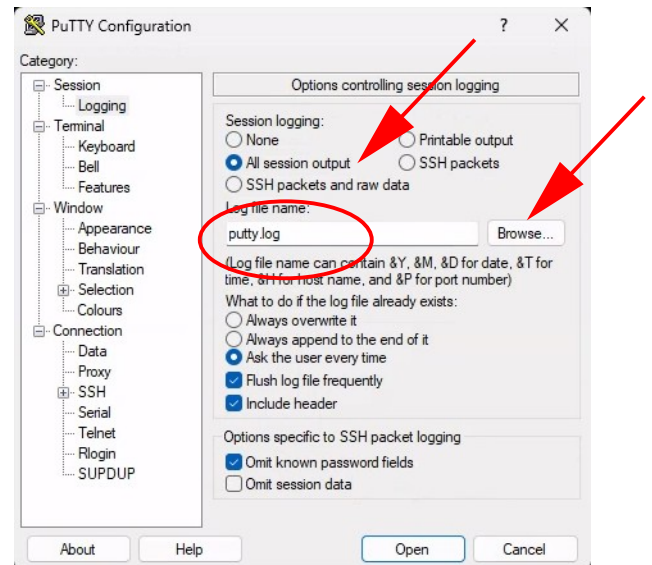 PuTTY Configuration
?
Category:
Session
Logging
Terminal
Keyboard
Bell
Features
Window
Appearance
Behaviour
Translation
Selection
Colours
Connection
Data
Proxy
SSH
Serial
Telnet
Rlogin
SUPDUP
Options controlling session logging
Session logging:
None
Printable output
All session output
SSH packets
SSH packets and raw data
Log file name:
putty.log
Browse...
(Log file name can contain &Y, &M, &D for date, &T for
time, &H for host name, and &P for port number)
What to do if the log file already exists:
Always overwrite it
Always append to the end of it
Ask the user every time
Flush log file frequently
Include header
Options specific to SSH packet logging
Omit known password fields
Omit session data
About
Help
Open
Cancel